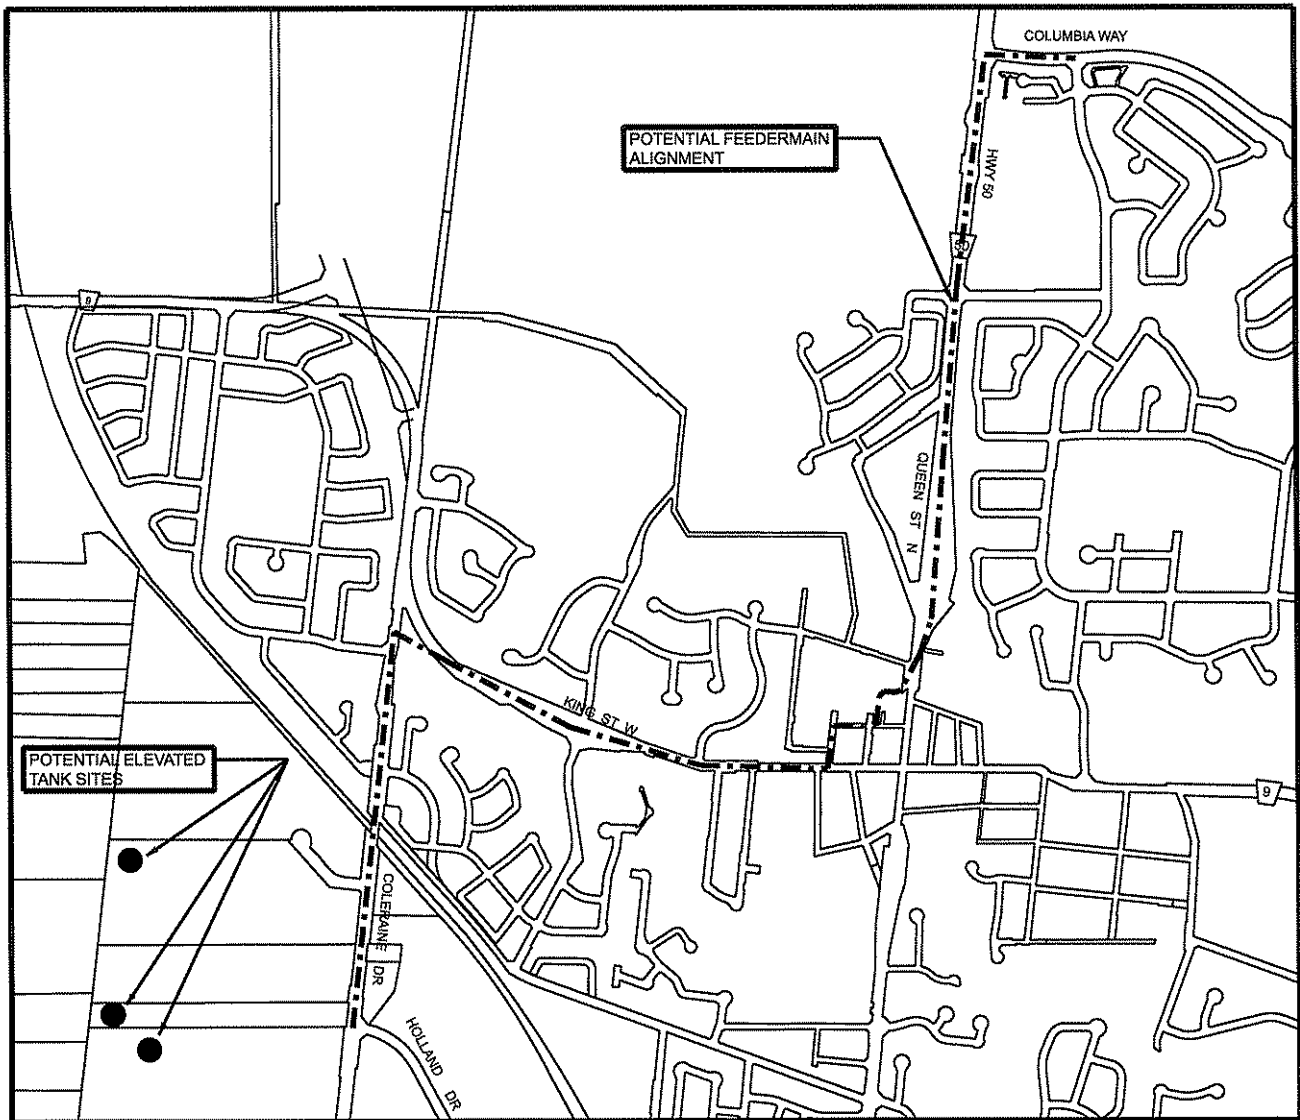 COLUMBIA WAY
POTENTIAL FEEDERMAIN
ALIGNMENT
HWY 50
50
9
QUEEN ST N
KING ST W
POTENTIAL ELEVATED
TANK SITES
9
COLERAINE DR
HOLLAND DR